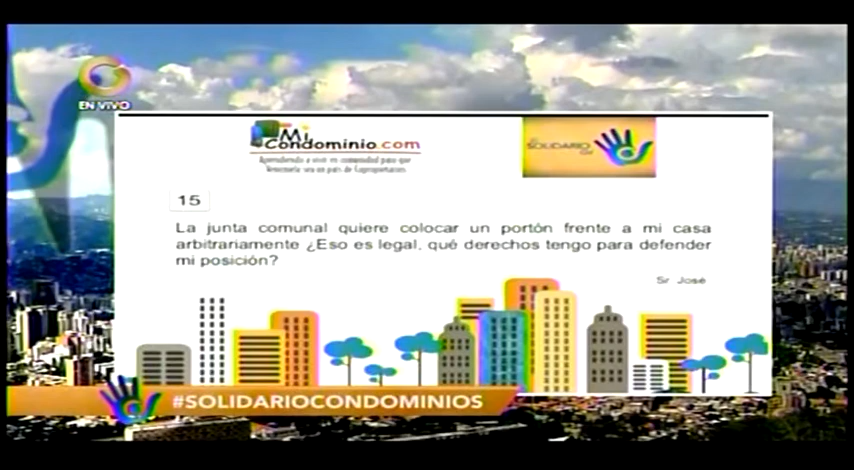 EN VIVO
Mi
Condominio.com
Aprendiendo a vivir en comunidad para que
Venezuela sea un país de Copropietarios
SOLIDARIO
15
La junta comunal quiere colocar un portón frente a mi casa
arbitrariamente ¿Eso es legal, qué derechos tengo para defender
mi posición?
Sr José
#SOLIDARIOCONDOMINIOS